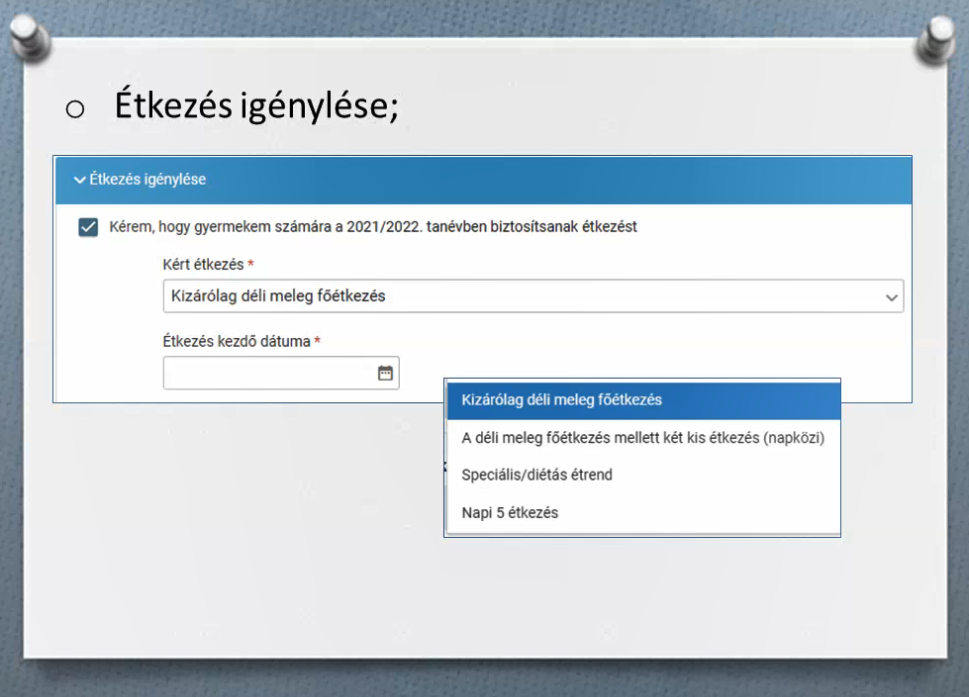 o Étkezés igénylése;
Étkezés igénylése
Kérem, hogy gyermekem számára a 2021/2022. tanévben biztosítsanak étkezést
Kért étkezés *
Kizárólag déli meleg főétkezés
Étkezés kezdő dátuma *
Kizárólag déli meleg főétkezés
A déli meleg főétkezés mellett két kis étkezés (napközi)
Speciális/diétás étrend
Napi 5 étkezés